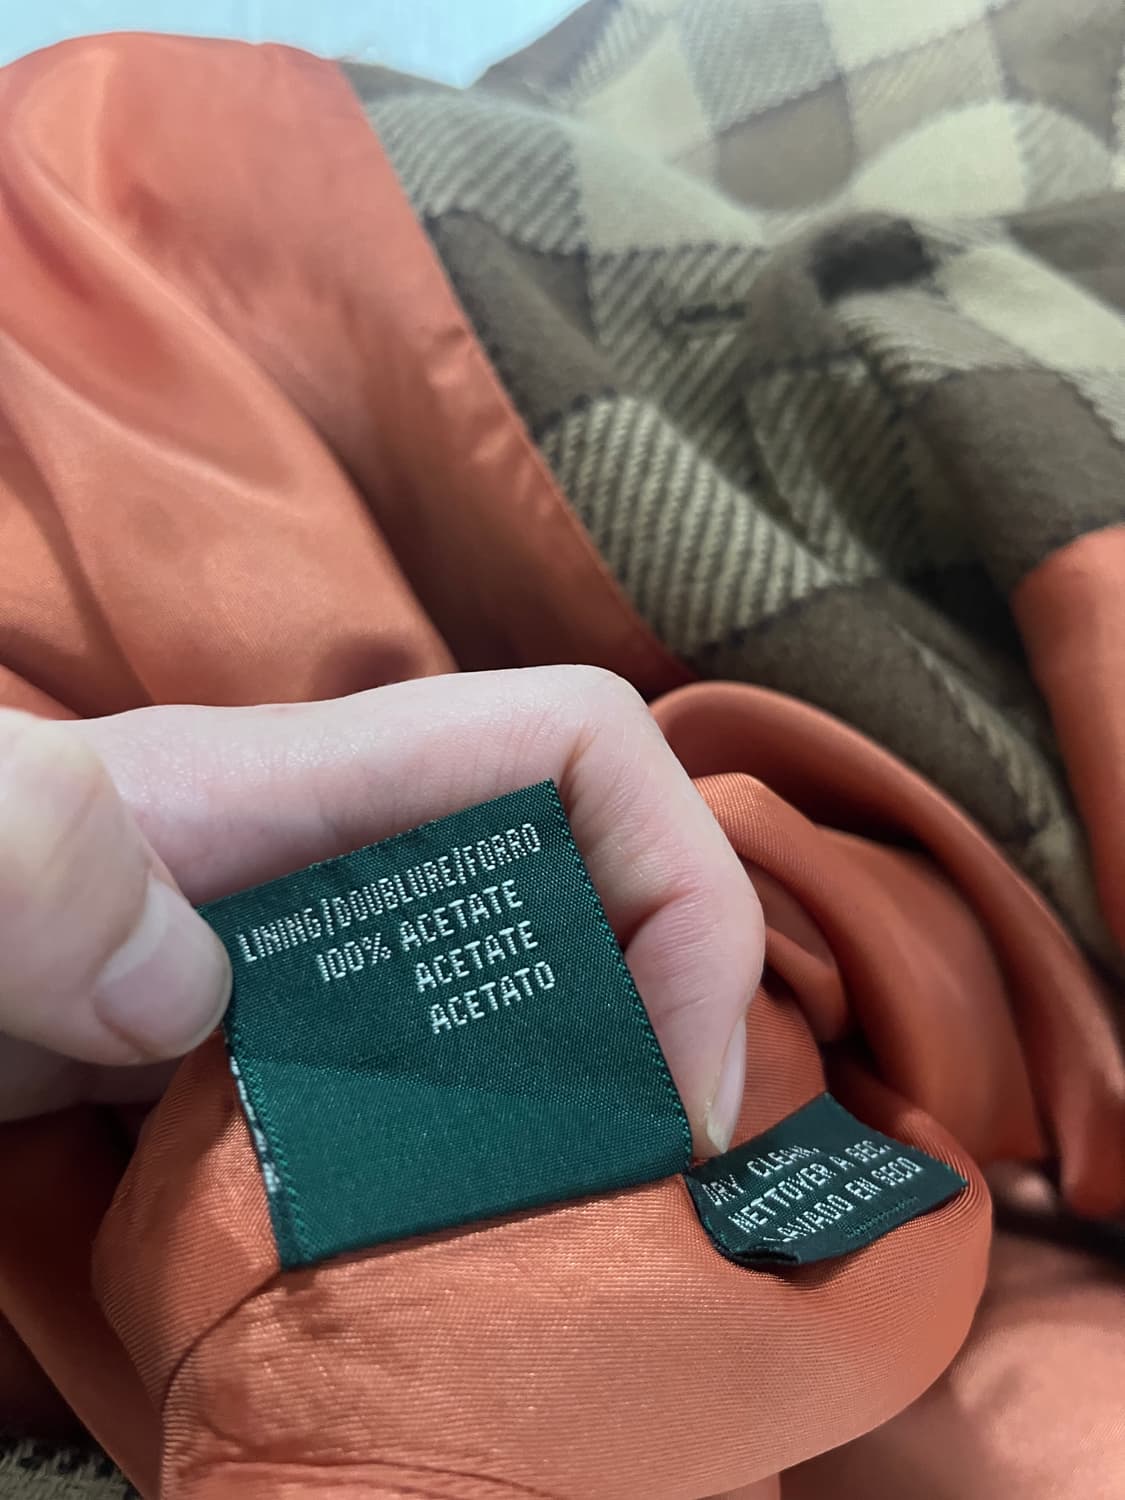 LINING/DOUBLURE/FORRO
100% ACETATE
ACETATE
ACETATO
DRY CLEAN.
NETTOYER A SEC.
LAVADO EN SECO